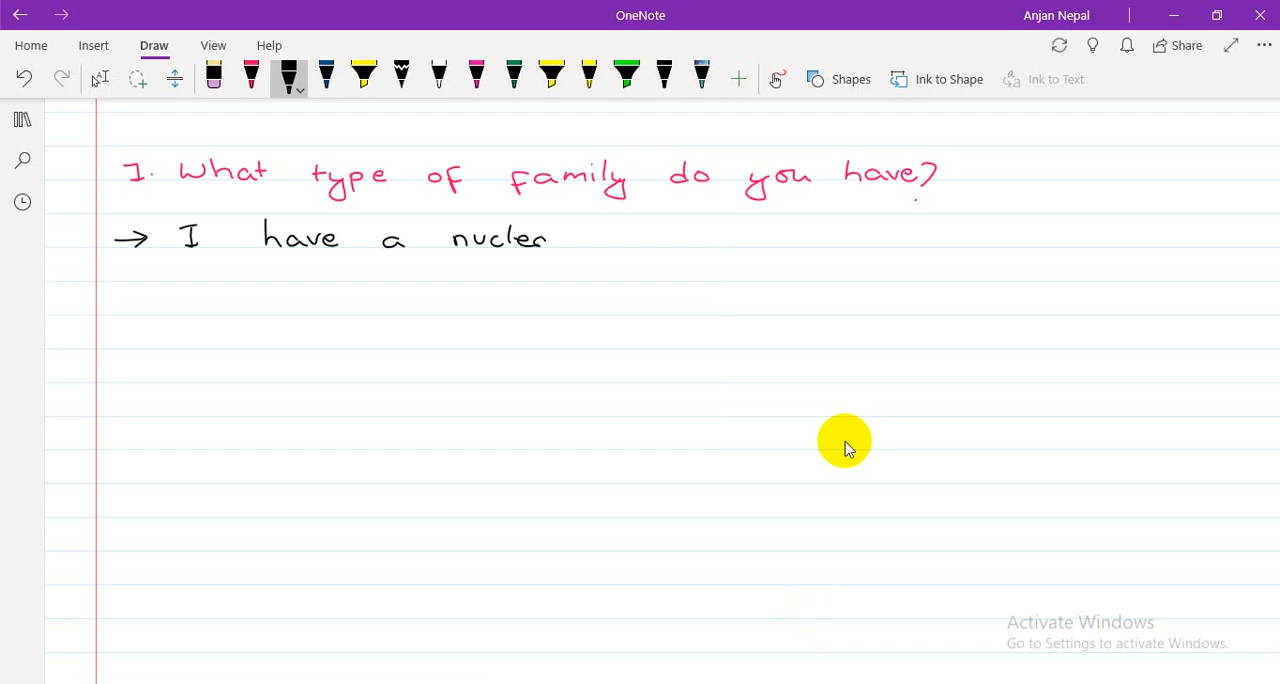 OneNote
Anjan Nepal
Home Insert Draw View Help
Share
Shapes Ink to Shape Ink to Text
1. What type of family do you have?
→ I have a nucle
Activate Windows
Go to Settings to activate Windows.